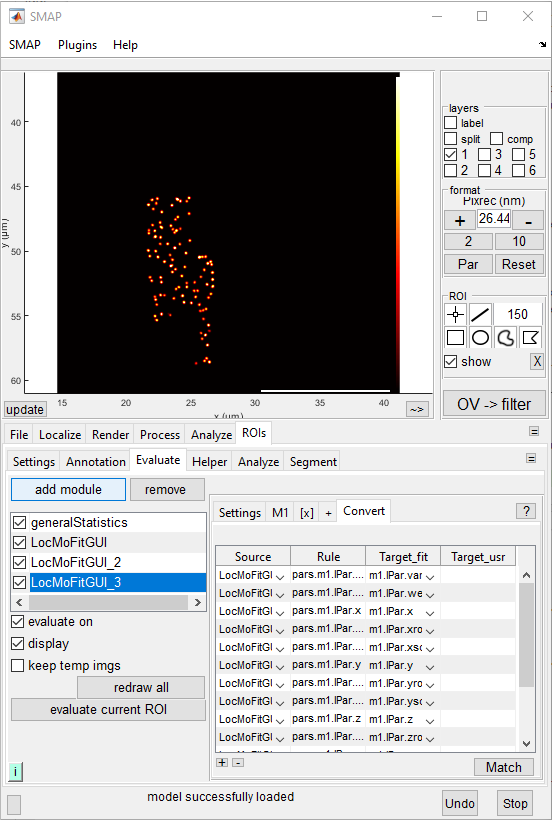 SMAP
SMAP Plugins Help
40
45
50
55
60
y (µm)
15 20 25 30 35 40
update ~>
layers
label
split comp
1 3 5
2 4 6
format
Pixrec (nm)
+ 26.44 -
2 10
Par Reset
ROI
150
show X
OV -> filter
File Localize Render Process Analyze ROIs =
Settings Annotation Evaluate Helper Analyze Segment =
add module remove
generalStatistics
LocMoFitGUI
LocMoFitGUI_2
LocMoFitGUI_3
evaluate on
display
keep temp imgs
redraw all
evaluate current ROI
i
Settings M1 [x] + Convert ?
Source Rule Target_fit Target_usr
LocMoFitGI pars.m1.lPar.... m1.lPar.var
LocMoFitGI pars.m1.lPar.... m1.lPar.we
LocMoFitGI pars.m1.lPar.x m1.lPar.x
LocMoFitGI pars.m1.lPar.... m1.lPar.xro
LocMoFitGI pars.m1.lPar.... m1.lPar.xsc
LocMoFitGI pars.m1.lPar.y m1.lPar.y
LocMoFitGI pars.m1.lPar.... m1.lPar.yro
LocMoFitGI pars.m1.lPar.... m1.lPar.ysc
LocMoFitGI pars.m1.lPar.z m1.lPar.z
LocMoFitGI pars.m1.lPar.... m1.lPar.zro
+ - Match
model successfully loaded
Undo Stop